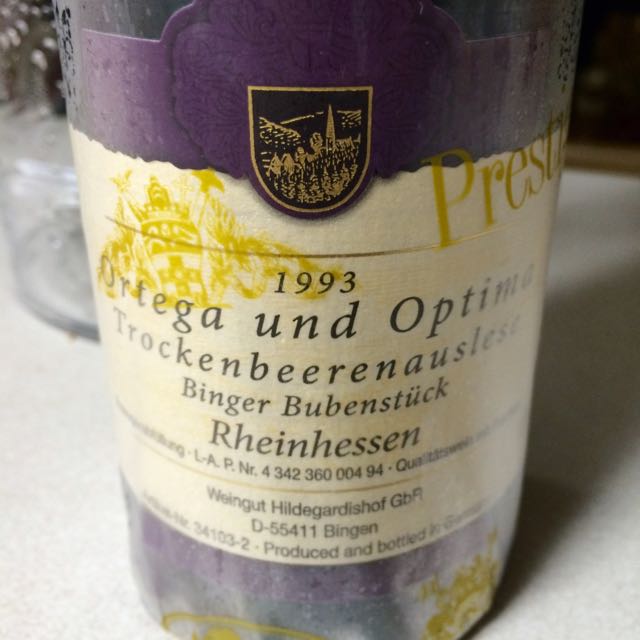 Prest
1993
Ortega und Optima
Trockenbeerenauslese
Binger Bubenstück
Rheinhessen
L-A. P. Nr. 4 342 360 004 94 · Qualitätswein
Weingut Hildegardishof GbR
D-55411 Bingen
34103-2 · Produced and bottled in